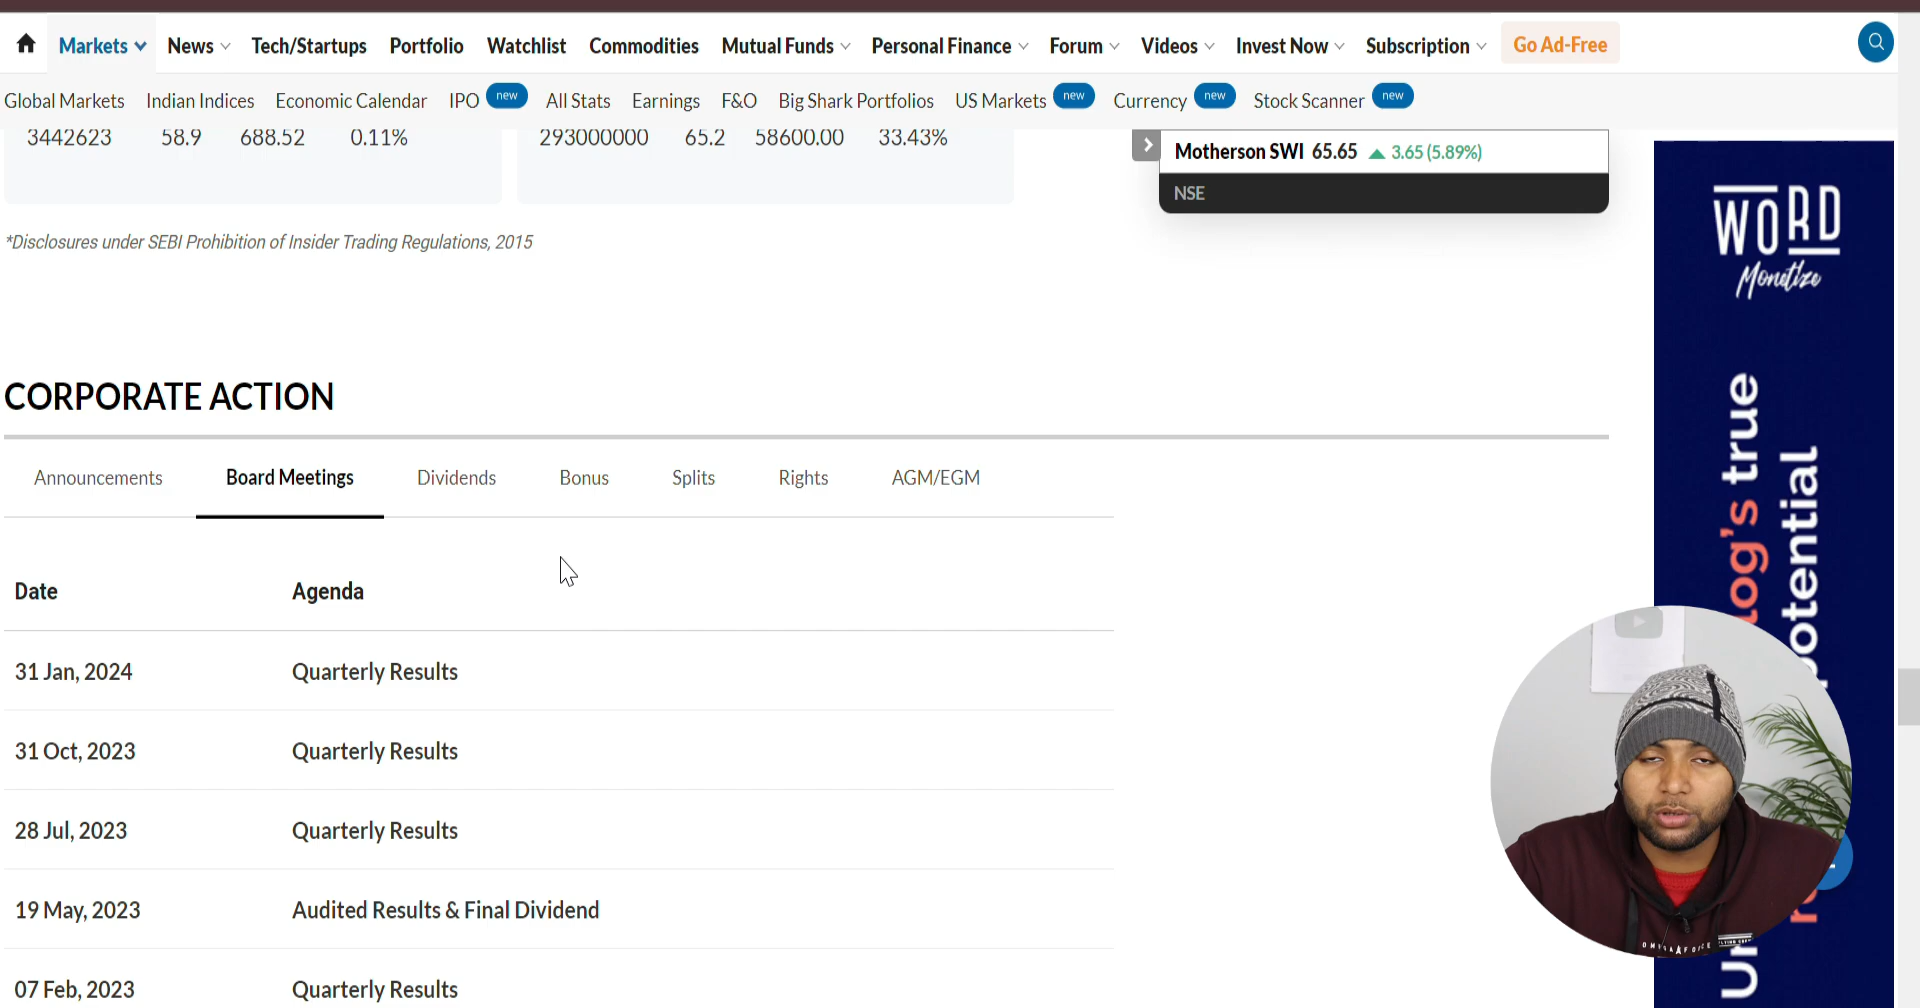 Markets News Tech/Startups Portfolio Watchlist Commodities Mutual Funds Personal Finance Forum Videos Invest Now Subscription Go Ad-Free
Global Markets Indian Indices Economic Calendar IPO new All Stats Earnings F&O Big Shark Portfolios US Markets new Currency new Stock Scanner new
3442623 58.9 688.52 0.11% 293000000 65.2 58600.00 33.43%
Motherson SWI 65.65 3.65 (5.89%)
NSE
*Disclosures under SEBI Prohibition of Insider Trading Regulations, 2015
CORPORATE ACTION
Announcements Board Meetings Dividends Bonus Splits Rights AGM/EGM
Date Agenda
31 Jan, 2024 Quarterly Results
31 Oct, 2023 Quarterly Results
28 Jul, 2023 Quarterly Results
19 May, 2023 Audited Results & Final Dividend
07 Feb, 2023 Quarterly Results
WORD
Monetize
true
potential